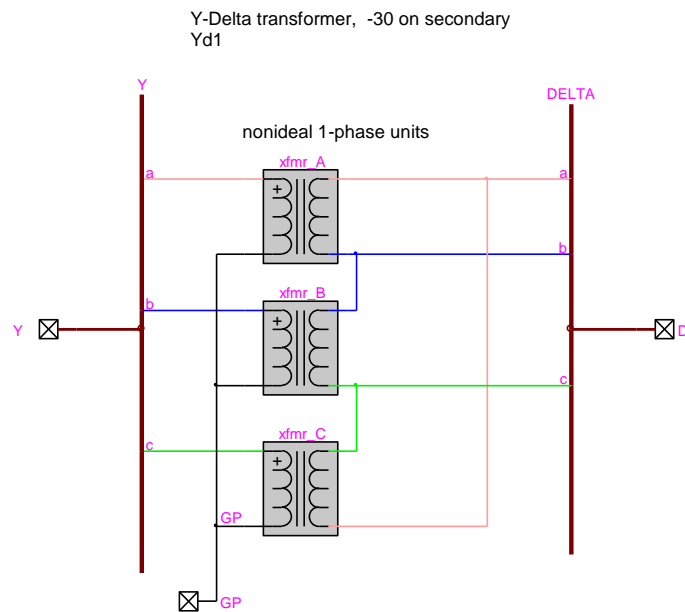 Y-Delta transformer, -30 on secondary
Yd1
Y
DELTA
nonideal 1-phase units
xfmr_A
a
+
a
b
xfmr_B
b
+
Y
D
c
xfmr_C
c
+
GP
GP